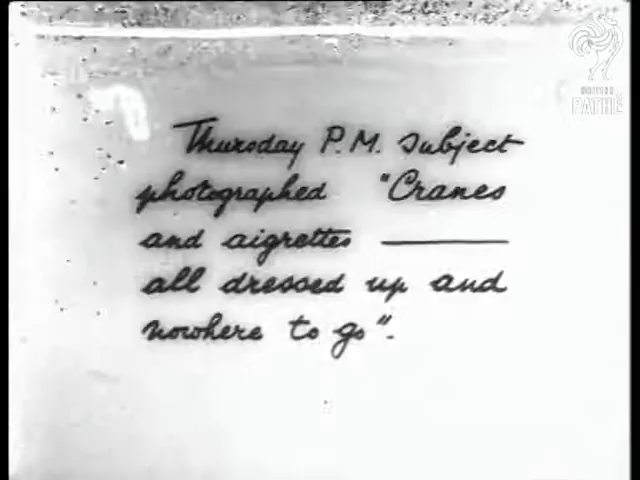 BRITISH
PATHÉ
Thursday P.M. subject
photographed "Cranes
and aigrettes ———
all dressed up and
nowhere to go".